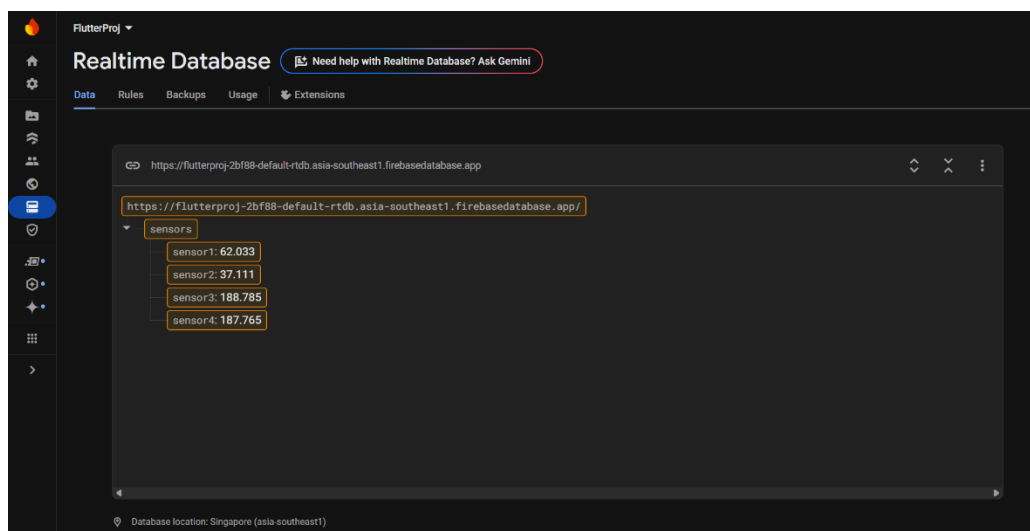 FlutterProj
Realtime Database
Need help with Realtime Database? Ask Gemini
Data Rules Backups Usage Extensions
https://flutterproj-2bf88-default-rtdb.asia-southeast1.firebasedatabase.app
https://flutterproj-2bf88-default-rtdb.asia-southeast1.firebasedatabase.app/
sensors
sensor1: 62.033
sensor2: 37.111
sensor3: 188.785
sensor4: 187.765
Database location: Singapore (asia-southeast1)